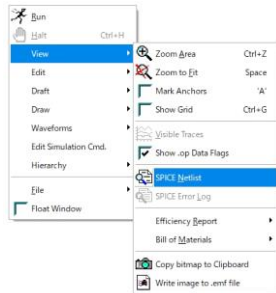 Run
Halt Ctrl+H
View
Edit
Draft
Draw
Waveforms
Edit Simulation Cmd.
Hierarchy
File
Float Window
Zoom Area Ctrl+Z
Zoom to Fit Space
Mark Anchors 'A'
Show Grid Ctrl+G
Visible Traces
Show .op Data Flags
SPICE Netlist
SPICE Error Log
Efficiency Report
Bill of Materials
Copy bitmap to Clipboard
Write image to .emf file